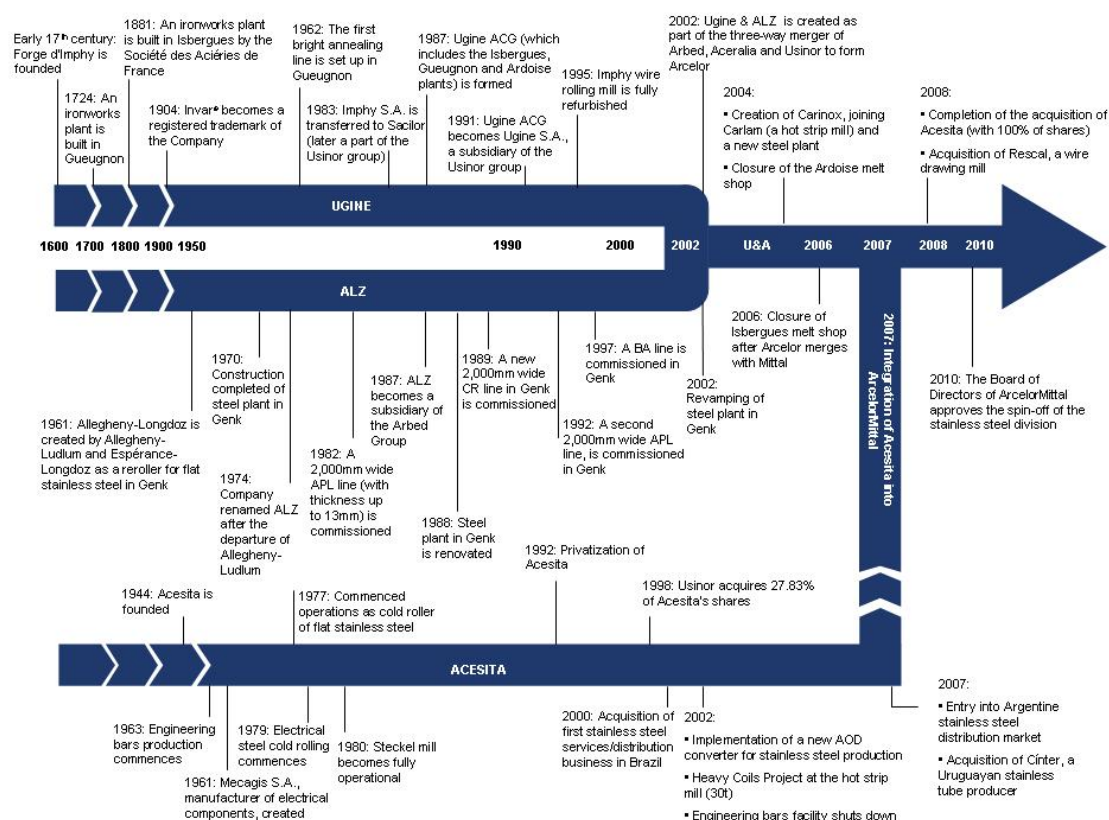 Early 17th century:
Forge d'Imphy is
founded
1724: An
ironworks
plant is
built in
Gueugnon
1881: An ironworks plant
is built in Isbergues by the
Société des Aciéries de
France
1904: Invar® becomes a
registered trademark of
the Company
1962: The first
bright annealing
line is set up in
Gueugnon
1983: Imphy S.A. is
transferred to Sacilor
(later a part of the
Usinor group)
1987: Ugine ACG (which
includes the Isbergues,
Gueugnon and Ardoise
plants) is formed
1991: Ugine ACG
becomes Ugine S.A.,
a subsidiary of the
Usinor group
1995: Imphy wire
rolling mill is fully
refurbished
2002: Ugine & ALZ is created as
part of the three-way merger of
Arbed, Aceralia and Usinor to form
Arcelor
2004:
▪ Creation of Carinox, joining
Carlam (a hot strip mill) and
a new steel plant
▪ Closure of the Ardoise melt
shop
2008:
▪ Completion of the acquisition of
Acesita (with 100% of shares)
▪ Acquisition of Rescal, a wire
drawing mill
UGINE
1600 1700 1800 1900 1950 1990 2000 2002 U&A 2006 2007 2008 2010
ALZ
1961: Allegheny-Longdoz is
created by Allegheny-
Ludlum and Espérance-
Longdoz as a reroller for flat
stainless steel in Genk
1970:
Construction
completed of
steel plant in
Genk
1974:
Company
renamed ALZ
after the
departure of
Allegheny-
Ludlum
1982: A
2,000mm wide
APL line (with
thickness up
to 13mm) is
commissioned
1987: ALZ
becomes a
subsidiary of
the Arbed
Group
1988: Steel
plant in Genk
is renovated
1989: A new
2,000mm wide
CR line in Genk
is commissioned
1992: A second
2,000mm wide APL
line, is commissioned
in Genk
1997: A BA line is
commissioned in
Genk
2002:
Revamping of
steel plant in
Genk
2006: Closure of
Isbergues melt shop
after Arcelor merges
with Mittal
2007: Integration of Acesita into
ArcelorMittal
2010: The Board of
Directors of ArcelorMittal
approves the spin-off of the
stainless steel division
1944: Acesita is
founded
1977: Commenced
operations as cold roller
of flat stainless steel
1992: Privatization of
Acesita
1998: Usinor acquires 27.83%
of Acesita's shares
ACESITA
1963: Engineering
bars production
commences
1961: Mecagis S.A.,
manufacturer of electrical
components, created
1979: Electrical
steel cold rolling
commences
1980: Steckel mill
becomes fully
operational
2000: Acquisition of
first stainless steel
services/distribution
business in Brazil
2002:
▪ Implementation of a new AOD
converter for stainless steel production
▪ Heavy Coils Project at the hot strip
mill (30t)
▪ Engineering bars facility shuts down
2007:
▪ Entry into Argentine
stainless steel
distribution market
▪ Acquisition of Cínter, a
Uruguayan stainless
tube producer